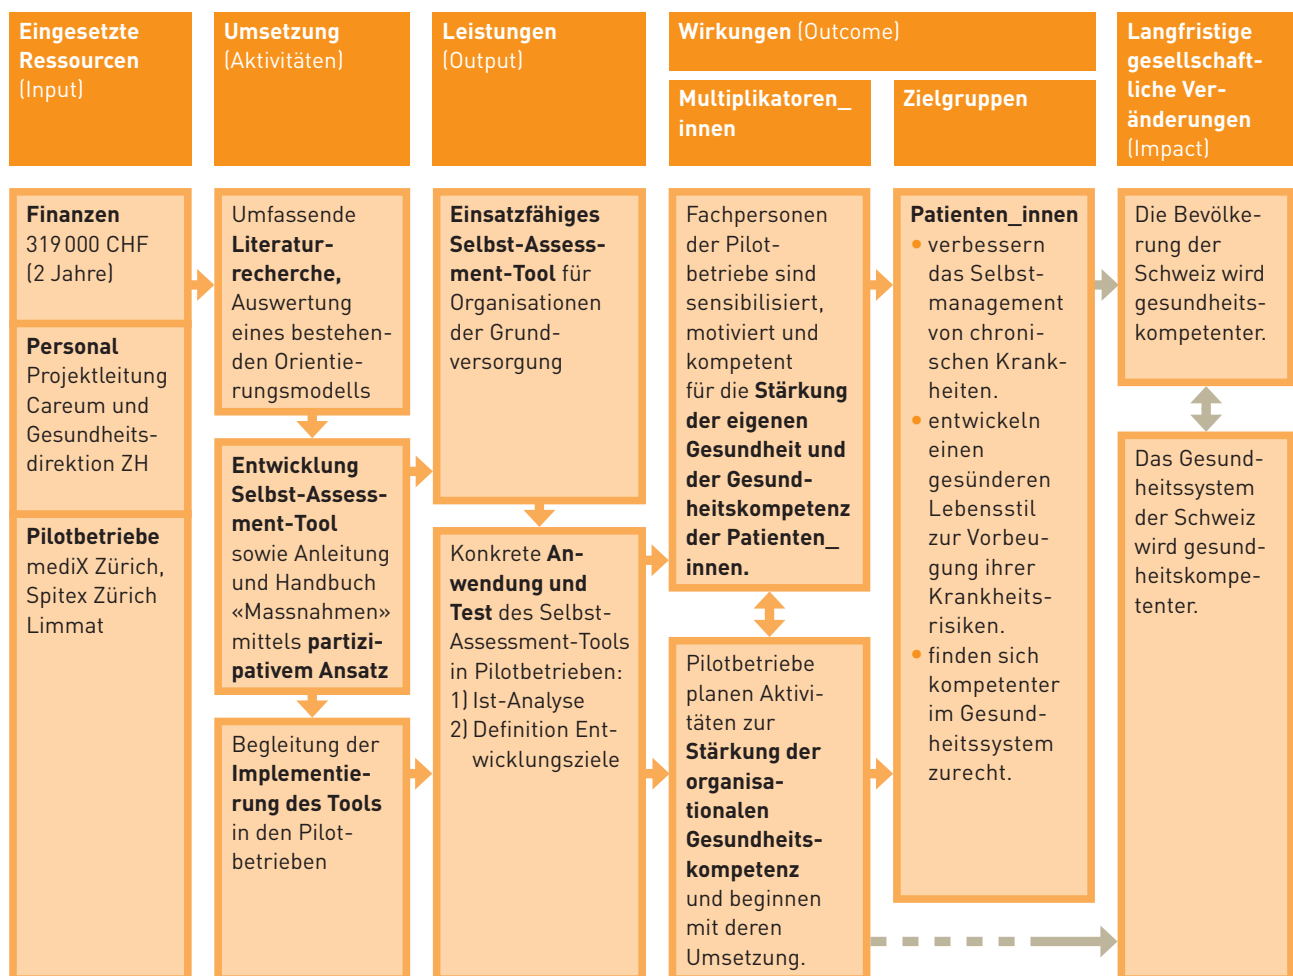 Eingesetzte
Ressourcen
(Input)
Umsetzung
(Aktivitäten)
Leistungen
(Output)
Wirkungen (Outcome)
Multiplikatoren_
innen
Zielgruppen
Langfristige
gesellschaft-
liche Ver-
änderungen
(Impact)
Finanzen
319 000 CHF
(2 Jahre)
Personal
Projektleitung
Careum und
Gesundheits-
direktion ZH
Pilotbetriebe
mediX Zürich,
Spitex Zürich
Limmat
Umfassende
Literatur-
recherche,
Auswertung
eines bestehen-
den Orientie-
rungsmodells
Entwicklung
Selbst-Assess-
ment-Tool
sowie Anleitung
und Handbuch
«Massnahmen»
mittels partizi-
pativem Ansatz
Begleitung der
Implementie-
rung des Tools
in den Pilot-
betrieben
Einsatzfähiges
Selbst-Assess-
ment-Tool für
Organisationen
der Grund-
versorgung
Konkrete An-
wendung und
Test des Selbst-
Assessment-Tools
in Pilotbetrieben:
1) Ist-Analyse
2) Definition Ent-
wicklungsziele
Fachpersonen
der Pilot-
betriebe sind
sensibilisiert,
motiviert und
kompetent
für die Stärkung
der eigenen
Gesundheit und
der Gesund-
heitskompetenz
der Patienten_
innen.
Pilotbetriebe
planen Aktivi-
täten zur
Stärkung der
organisa-
tionalen
Gesundheits-
kompetenz
und beginnen
mit deren
Umsetzung.
Patienten_innen
• verbessern
das Selbst-
management
von chroni-
schen Krank-
heiten.
• entwickeln
einen
gesünderen
Lebensstil
zur Vorbeu-
gung ihrer
Krankheits-
risiken.
• finden sich
kompetenter
im Gesund-
heitssystem
zurecht.
Die Bevölke-
rung der
Schweiz wird
gesundheits-
kompetenter.
Das Gesund-
heitssystem
der Schweiz
wird gesund-
heitskompe-
tenter.